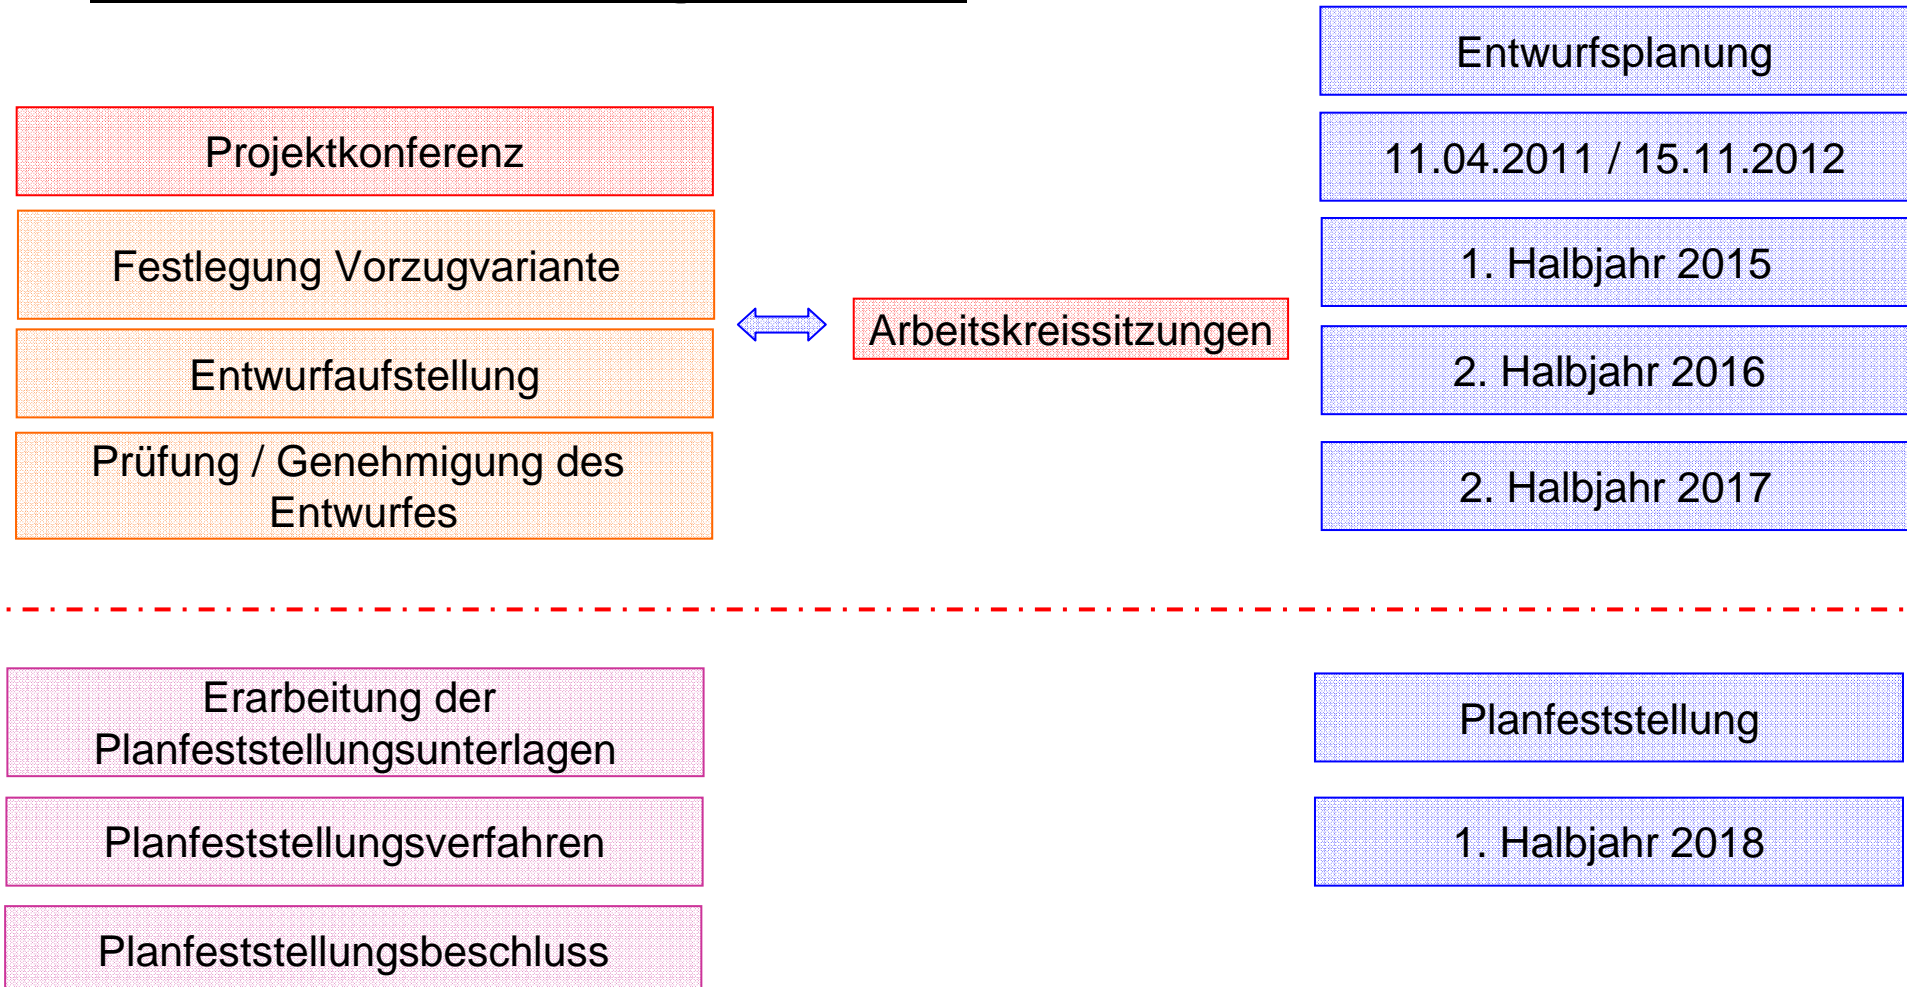 Entwurfsplanung
Projektkonferenz
11.04.2011 / 15.11.2012
Festlegung Vorzugvariante
1. Halbjahr 2015
Arbeitskreissitzungen
Entwurfaufstellung
2. Halbjahr 2016
Prüfung / Genehmigung des
Entwurfes
2. Halbjahr 2017
Erarbeitung der
Planfeststellungsunterlagen
Planfeststellung
Planfeststellungsverfahren
1. Halbjahr 2018
Planfeststellungsbeschluss